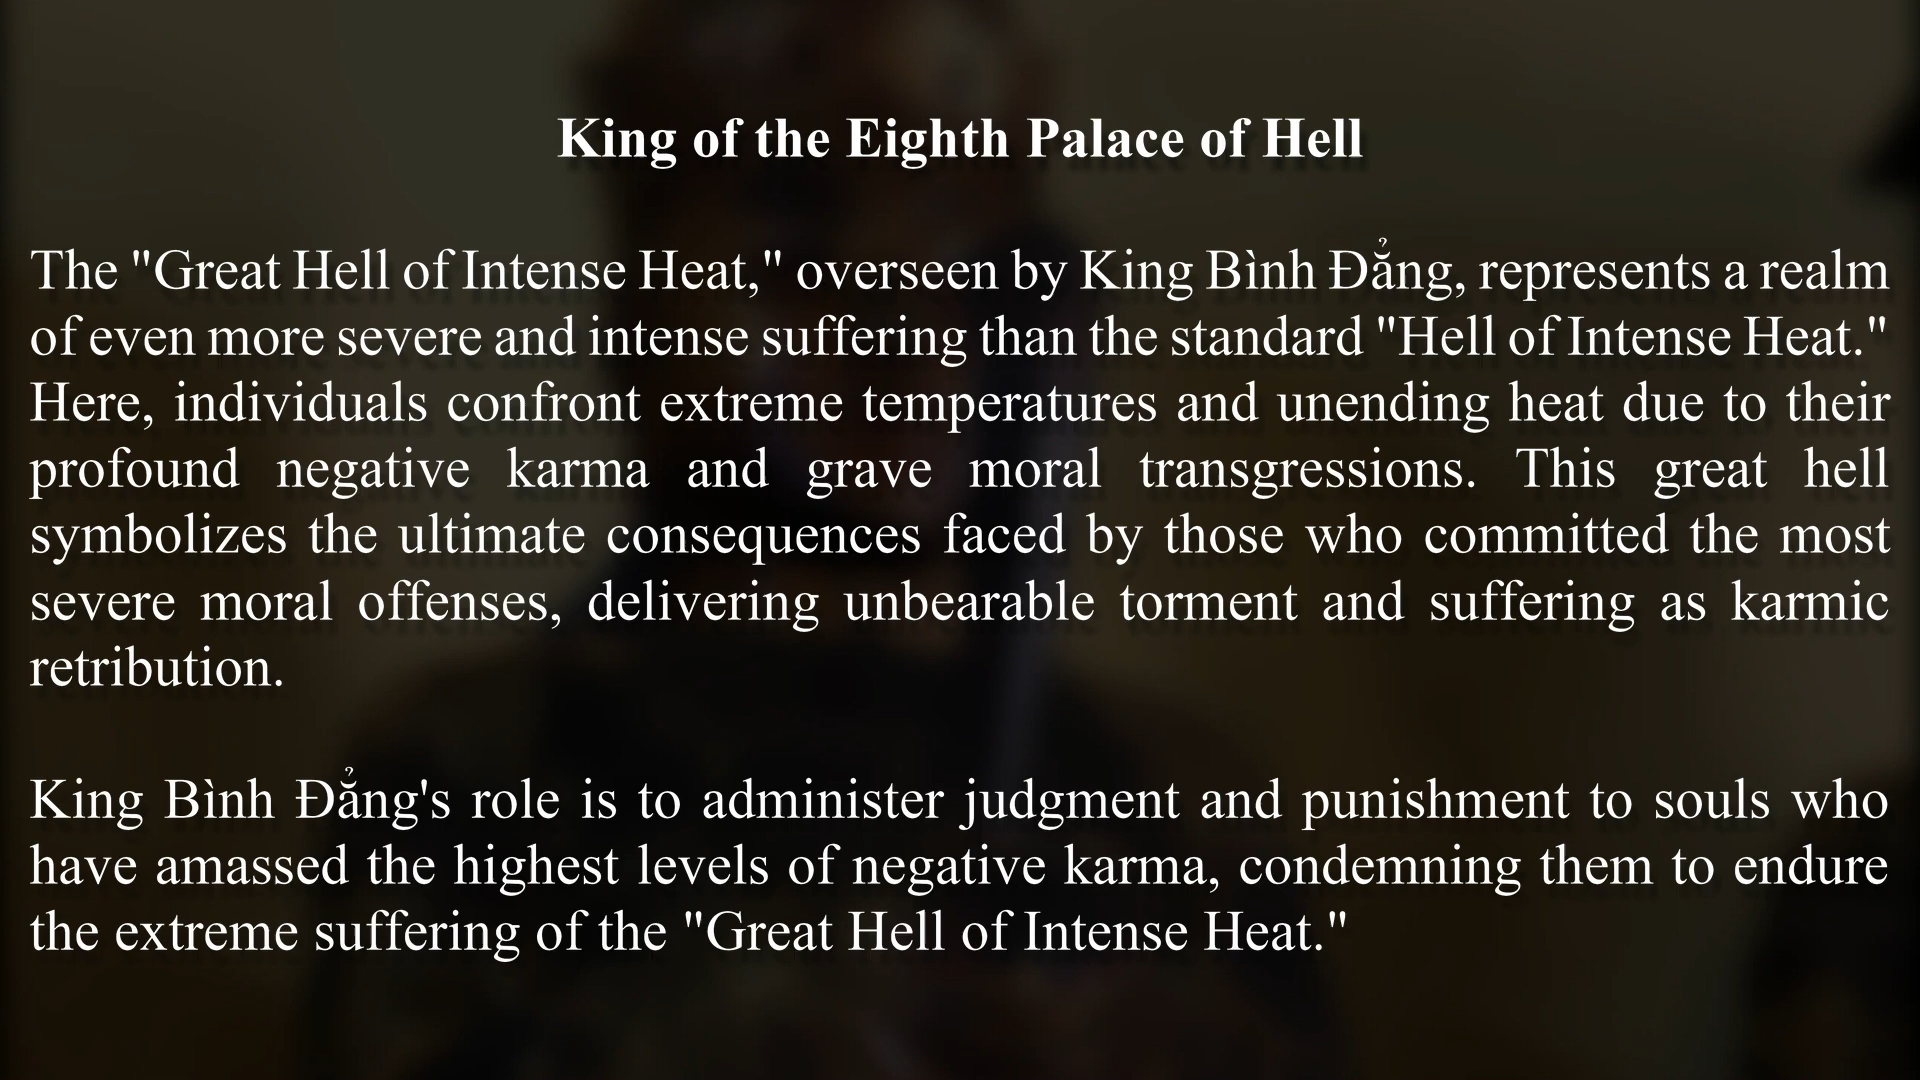 King of the Eighth Palace of Hell
The "Great Hell of Intense Heat," overseen by King Bình Đẳng, represents a realm
of even more severe and intense suffering than the standard "Hell of Intense Heat."
Here, individuals confront extreme temperatures and unending heat due to their
profound negative karma and grave moral transgressions. This great hell
symbolizes the ultimate consequences faced by those who committed the most
severe moral offenses, delivering unbearable torment and suffering as karmic
retribution.
King Bình Đẳng's role is to administer judgment and punishment to souls who
have amassed the highest levels of negative karma, condemning them to endure
the extreme suffering of the "Great Hell of Intense Heat."